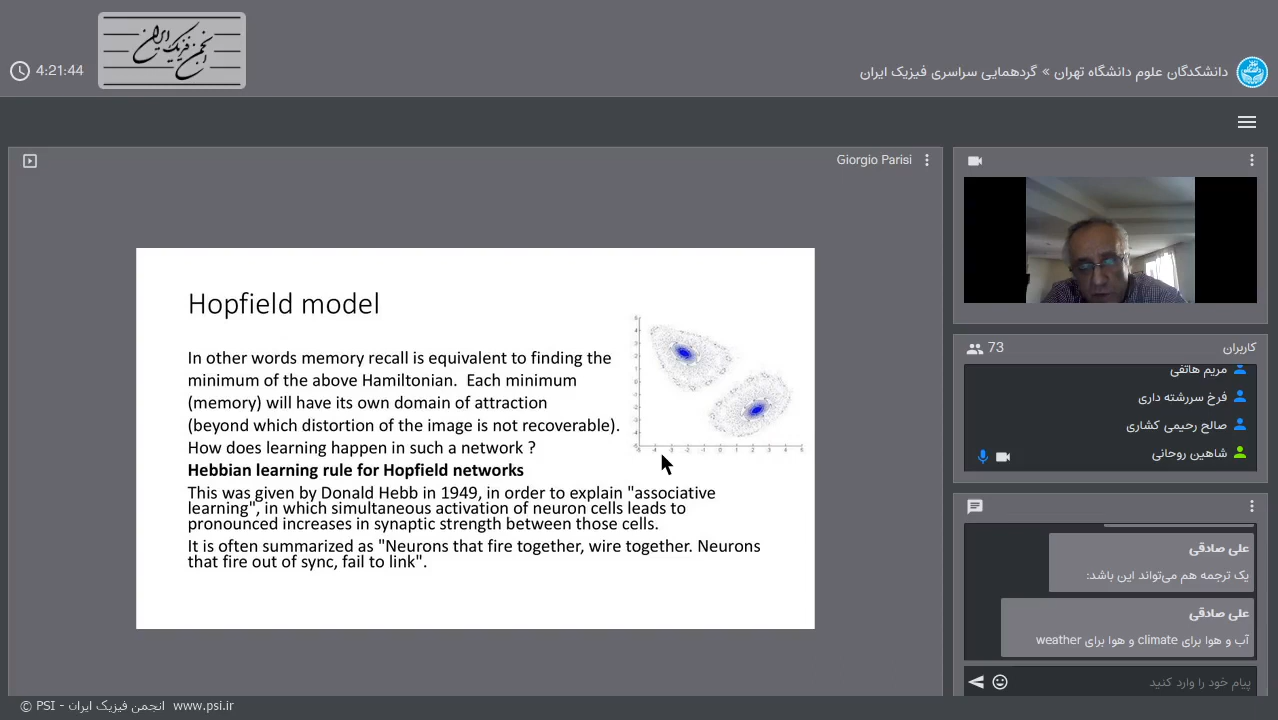 4:21:44
انجمن فیزیک ایران
دانشکدگان علوم دانشگاه تهران » گردهمایی سراسری فیزیک ایران
Giorgio Parisi
Hopfield model
In other words memory recall is equivalent to finding the
minimum of the above Hamiltonian. Each minimum
(memory) will have its own domain of attraction
(beyond which distortion of the image is not recoverable).
How does learning happen in such a network ?
Hebbian learning rule for Hopfield networks
This was given by Donald Hebb in 1949, in order to explain "associative
learning", in which simultaneous activation of neuron cells leads to
pronounced increases in synaptic strength between those cells.
It is often summarized as "Neurons that fire together, wire together. Neurons
that fire out of sync, fail to link".
73
کاربران
مریم هاتفی
فرخ سررشته داری
صالح رحیمی کشاری
شاهین روحانی
علی صادقی
یک ترجمه هم می‌تواند این باشد:
علی صادقی
آب و هوا برای climate و هوا برای weather
پیام خود را وارد کنید
© PSI - انجمن فیزیک ایران www.psi.ir